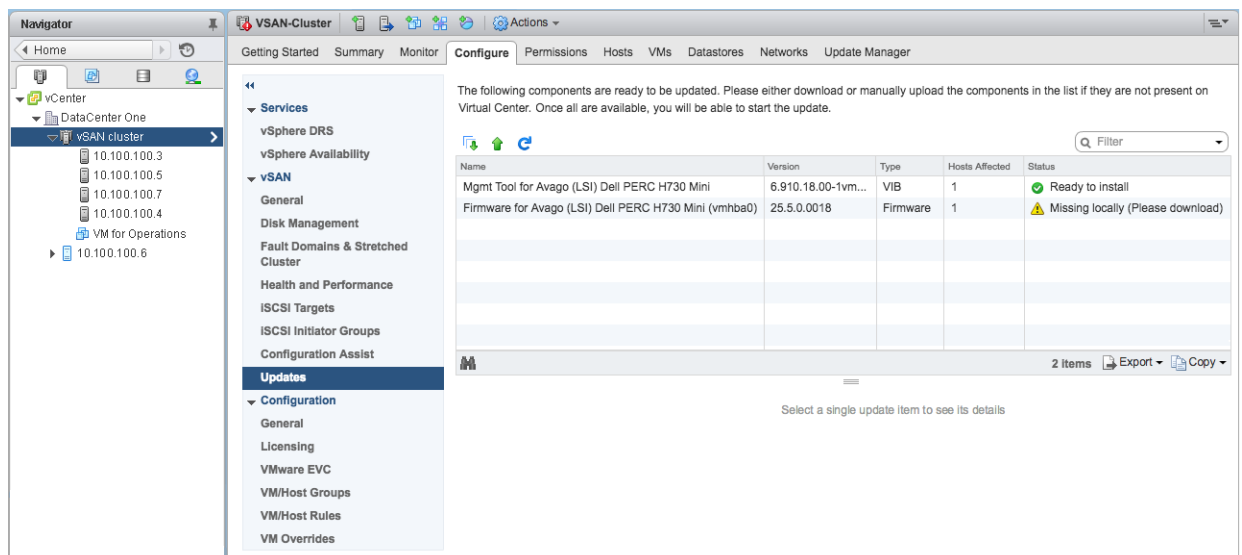 Navigator
Home
vCenter
DataCenter One
vSAN cluster
10.100.100.3
10.100.100.5
10.100.100.7
10.100.100.4
VM for Operations
10.100.100.6
VSAN-Cluster Actions
Getting Started Summary Monitor Configure Permissions Hosts VMs Datastores Networks Update Manager
Services
vSphere DRS
vSphere Availability
vSAN
General
Disk Management
Fault Domains & Stretched
Cluster
Health and Performance
iSCSI Targets
iSCSI Initiator Groups
Configuration Assist
Updates
Configuration
General
Licensing
VMware EVC
VM/Host Groups
VM/Host Rules
VM Overrides
The following components are ready to be updated. Please either download or manually upload the components in the list if they are not present on
Virtual Center. Once all are available, you will be able to start the update.
Filter
Name Version Type Hosts Affected Status
Mgmt Tool for Avago (LSI) Dell PERC H730 Mini 6.910.18.00-1vm... VIB 1 Ready to install
Firmware for Avago (LSI) Dell PERC H730 Mini (vmhba0) 25.5.0.0018 Firmware 1 Missing locally (Please download)
2 items Export Copy
Select a single update item to see its details